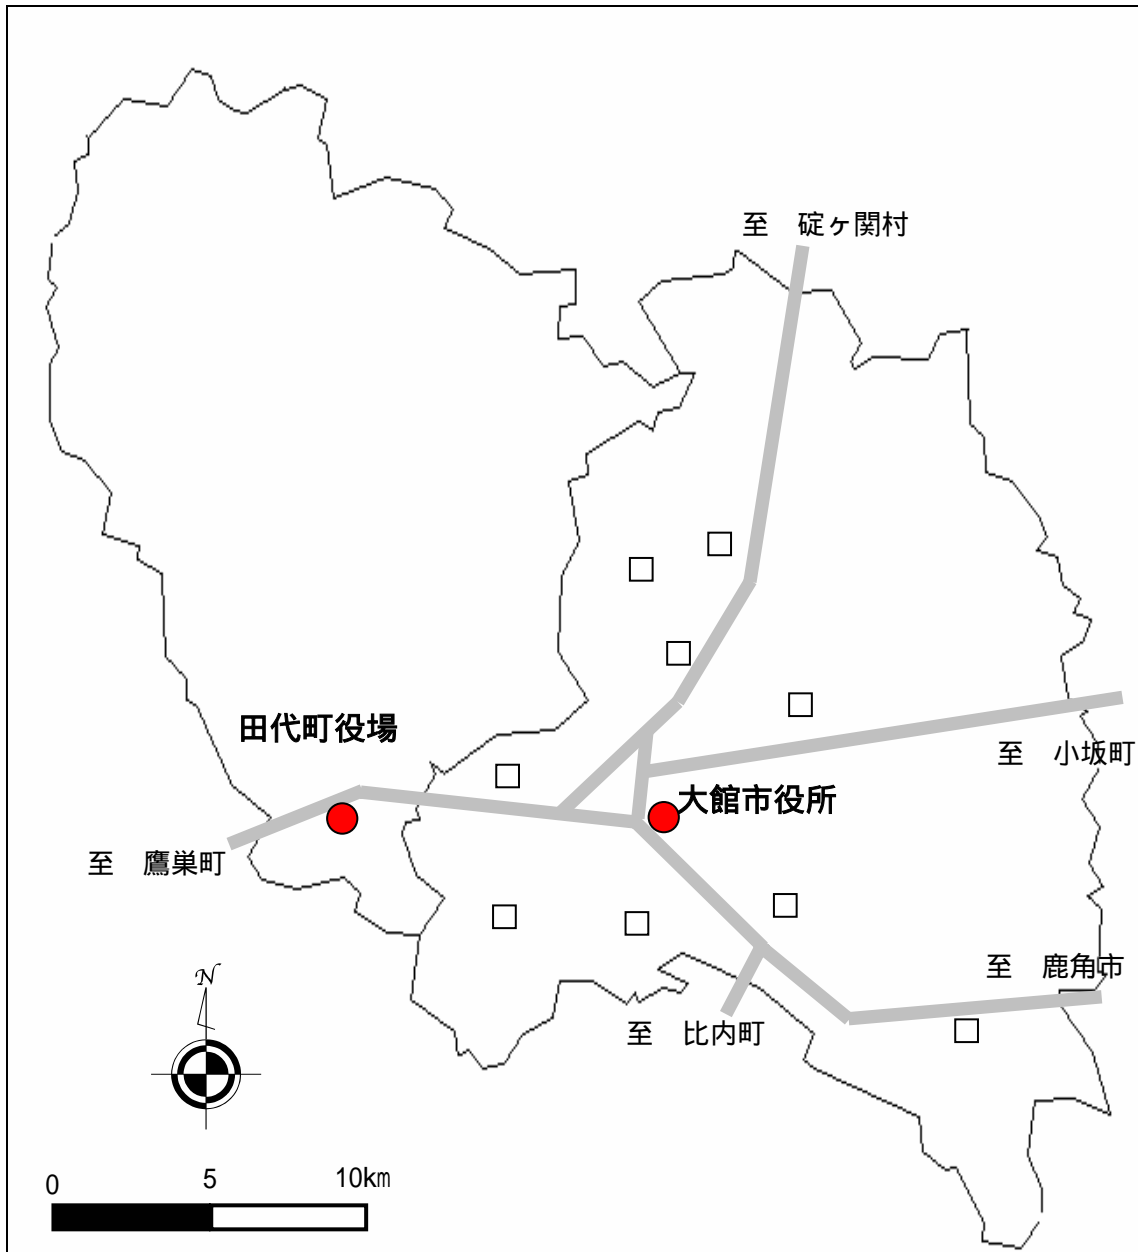 至　碇ヶ関村
田代町役場
至　小坂町
大館市役所
至　鷹巣町
至　鹿角市
N
至　比内町
0 5 10km